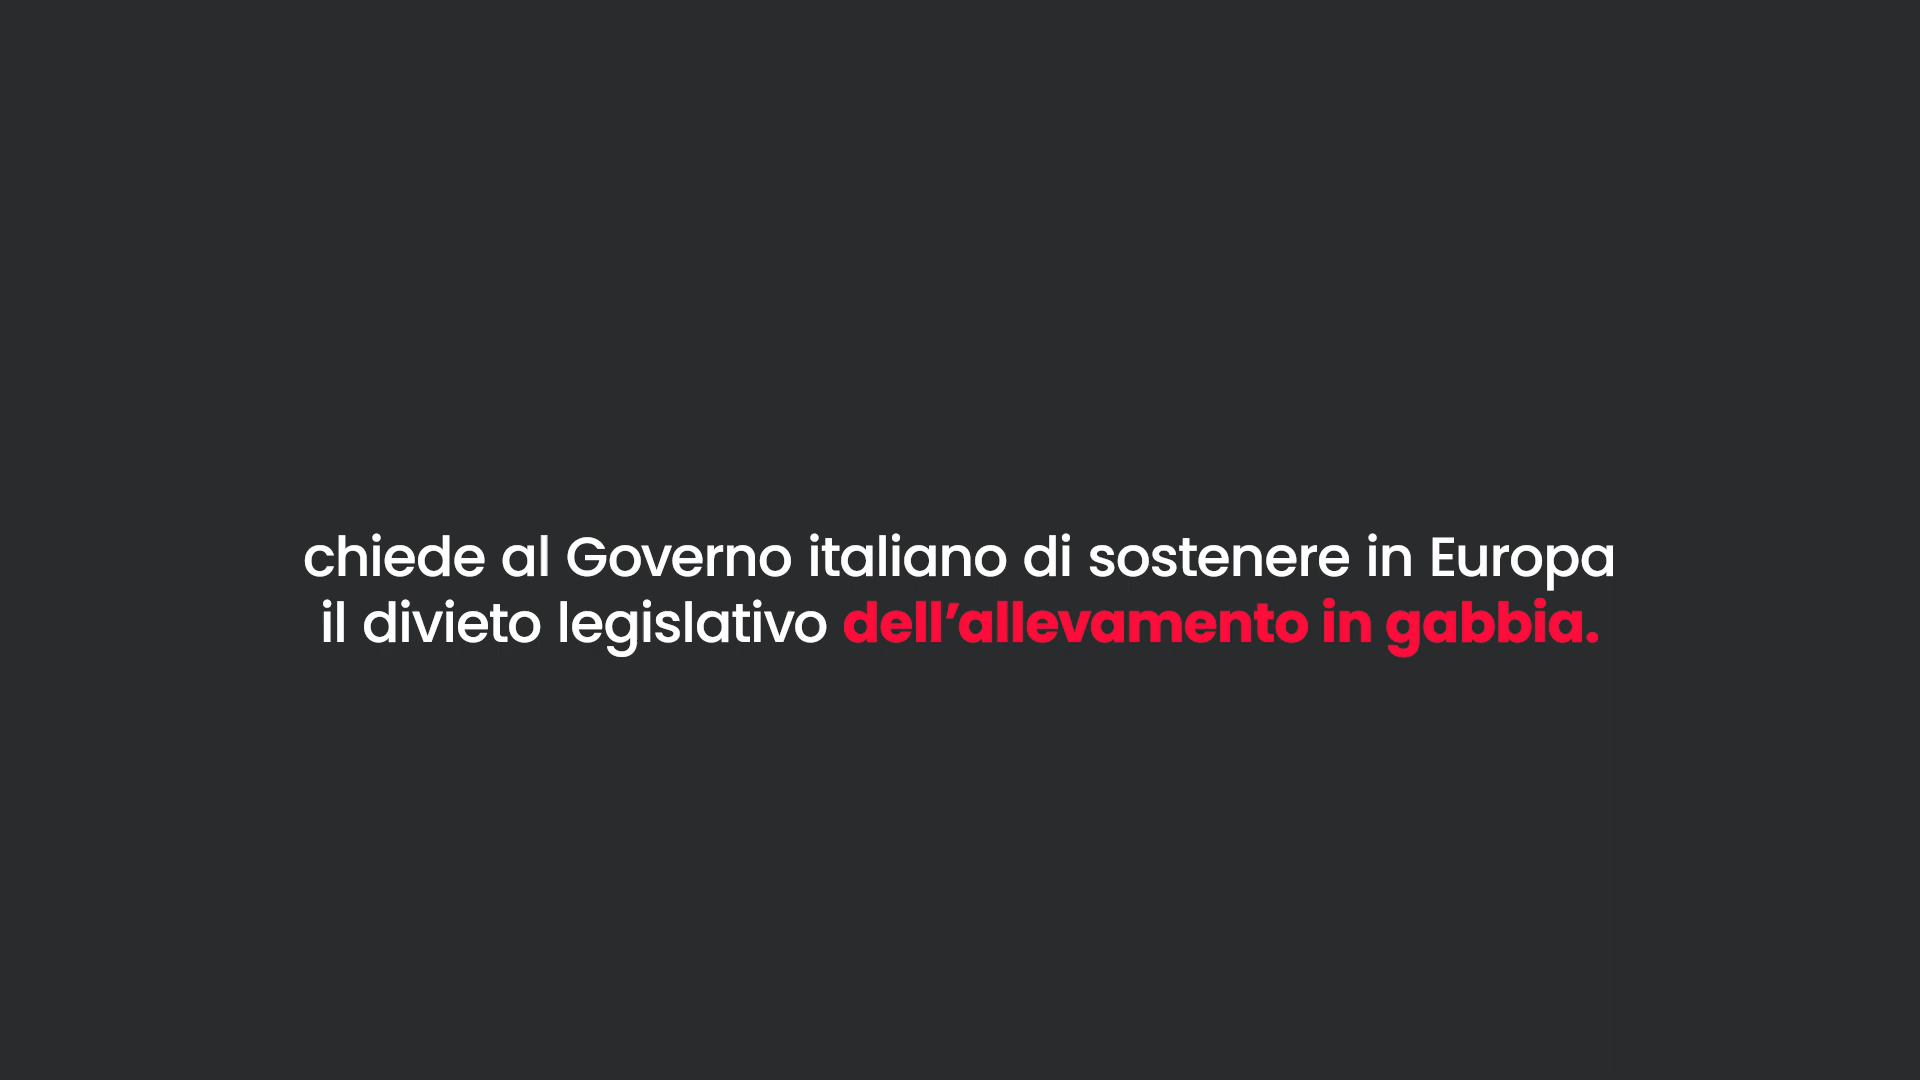 chiede al Governo italiano di sostenere in Europa
il divieto legislativo dell’allevamento in gabbia.